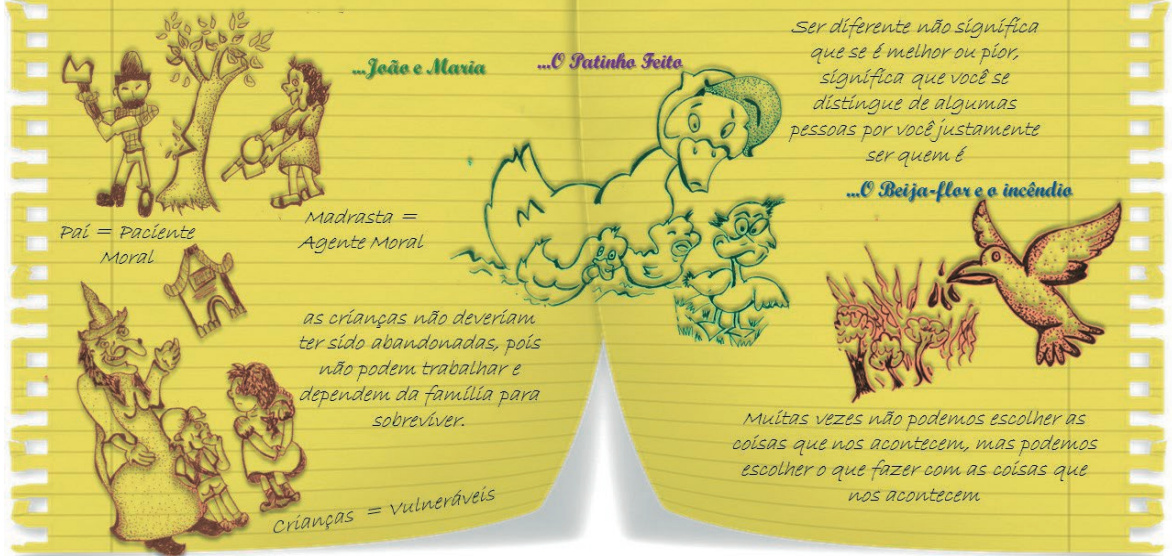 ...João e Maria
Pai = Paciente
Moral
Madrasta =
Agente Moral
as crianças não deveriam
ter sido abandonadas, pois
não podem trabalhar e
dependem da família para
sobreviver.
Crianças = Vulneráveis
...O Patinho Feito
Ser diferente não significa
que se é melhor ou pior,
significa que você se
distingue de algumas
pessoas por você justamente
ser quem é
...O Beija-flor e o incêndio
Muitas vezes não podemos escolher as
coisas que nos acontecem, mas podemos
escolher o que fazer com as coisas que
nos acontecem